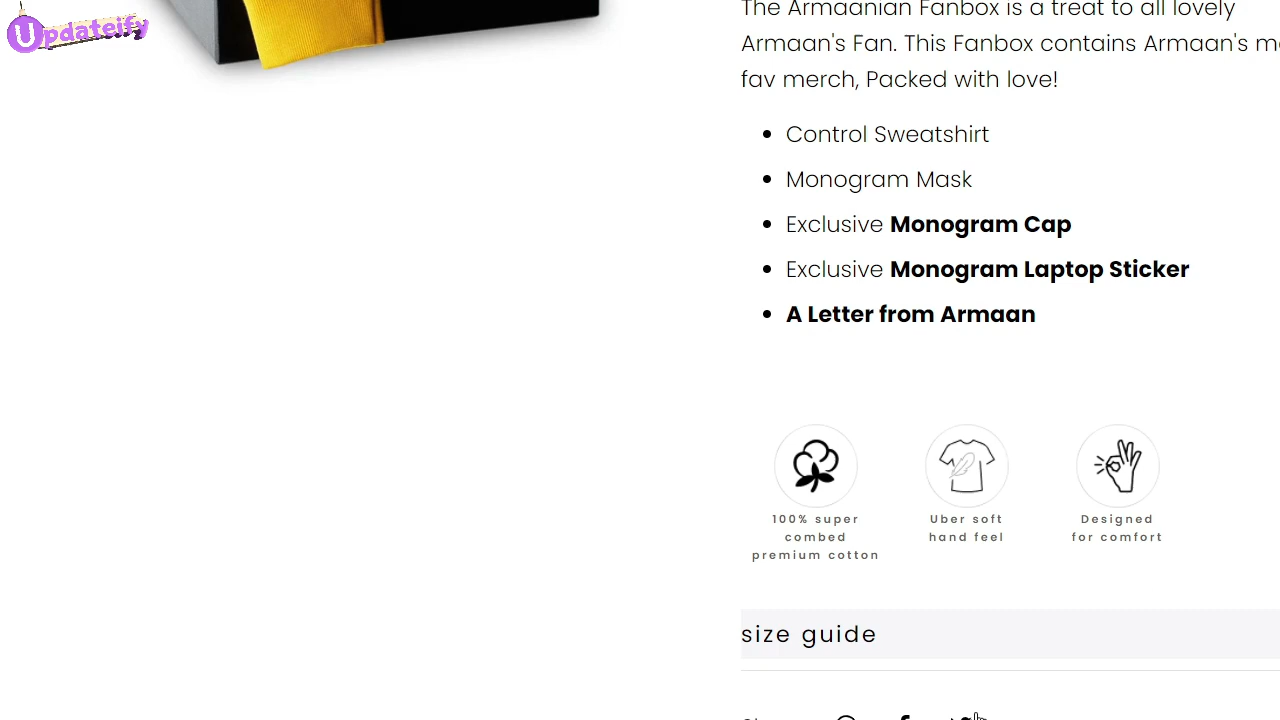 Updateify
The Armaanian Fanbox is a treat to all lovely
Armaan's Fan. This Fanbox contains Armaan's
fav merch, Packed with love!
Control Sweatshirt
Monogram Mask
Exclusive Monogram Cap
Exclusive Monogram Laptop Sticker
A Letter from Armaan
100% super
combed
premium cotton
Uber soft
hand feel
Designed
for comfort
size guide